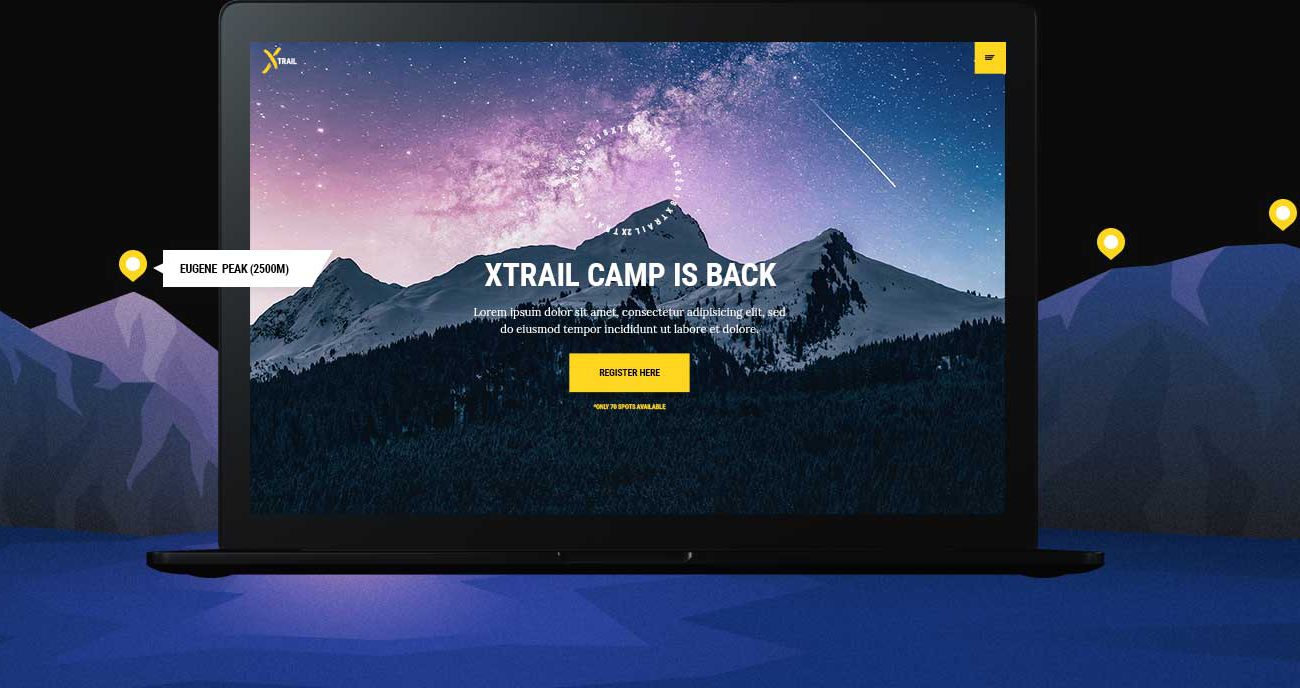 XTRAIL
XTRAIL CAMP IS BACK
Lorem ipsum dolor sit amet, consectetur adipisicing elit, sed
do eiusmod tempor incididunt ut labore et dolore.
REGISTER HERE
*ONLY 70 SPOTS AVAILABLE
EUGENE PEAK (2500M)